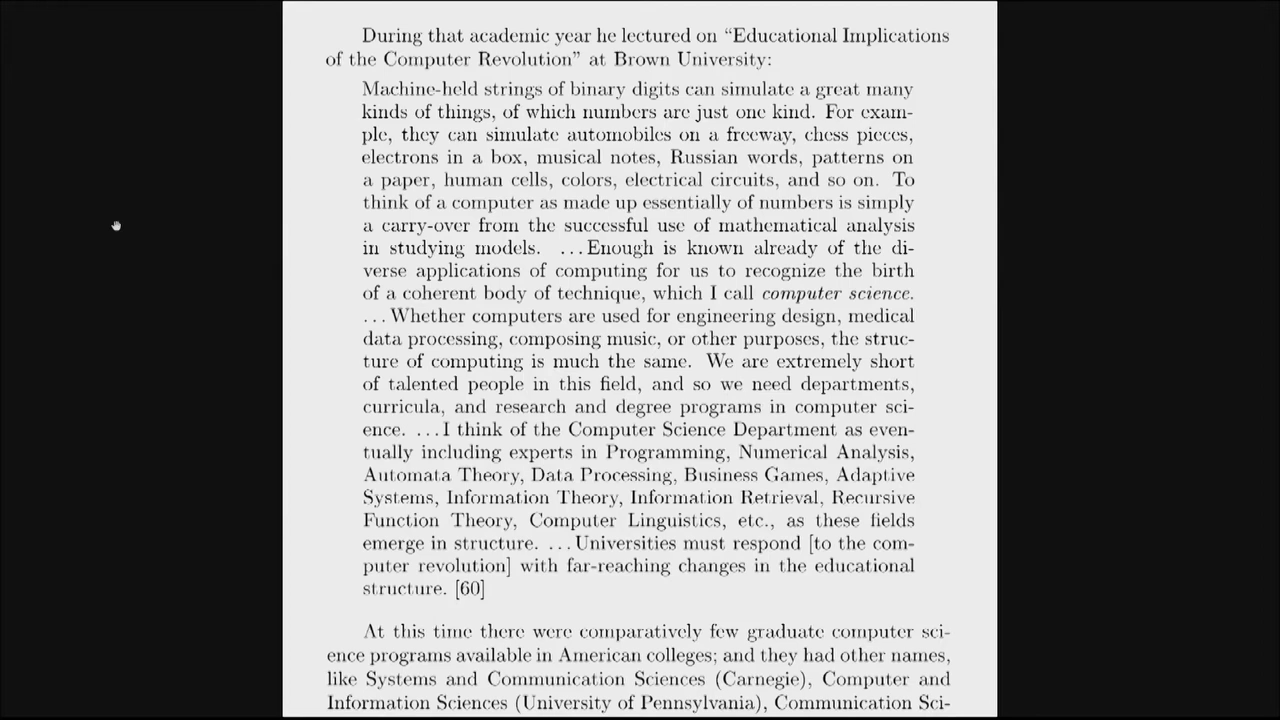 During that academic year he lectured on “Educational Implications
of the Computer Revolution” at Brown University:
Machine-held strings of binary digits can simulate a great many
kinds of things, of which numbers are just one kind. For exam-
ple, they can simulate automobiles on a freeway, chess pieces,
electrons in a box, musical notes, Russian words, patterns on
a paper, human cells, colors, electrical circuits, and so on. To
think of a computer as made up essentially of numbers is simply
a carry-over from the successful use of mathematical analysis
in studying models. ...Enough is known already of the di-
verse applications of computing for us to recognize the birth
of a coherent body of technique, which I call computer science.
...Whether computers are used for engineering design, medical
data processing, composing music, or other purposes, the struc-
ture of computing is much the same. We are extremely short
of talented people in this field, and so we need departments,
curricula, and research and degree programs in computer sci-
ence. ...I think of the Computer Science Department as even-
tually including experts in Programming, Numerical Analysis,
Automata Theory, Data Processing, Business Games, Adaptive
Systems, Information Theory, Information Retrieval, Recursive
Function Theory, Computer Linguistics, etc., as these fields
emerge in structure. ...Universities must respond [to the com-
puter revolution] with far-reaching changes in the educational
structure. [60]
At this time there were comparatively few graduate computer sci-
ence programs available in American colleges; and they had other names,
like Systems and Communication Sciences (Carnegie), Computer and
Information Sciences (University of Pennsylvania), Communication Sci-